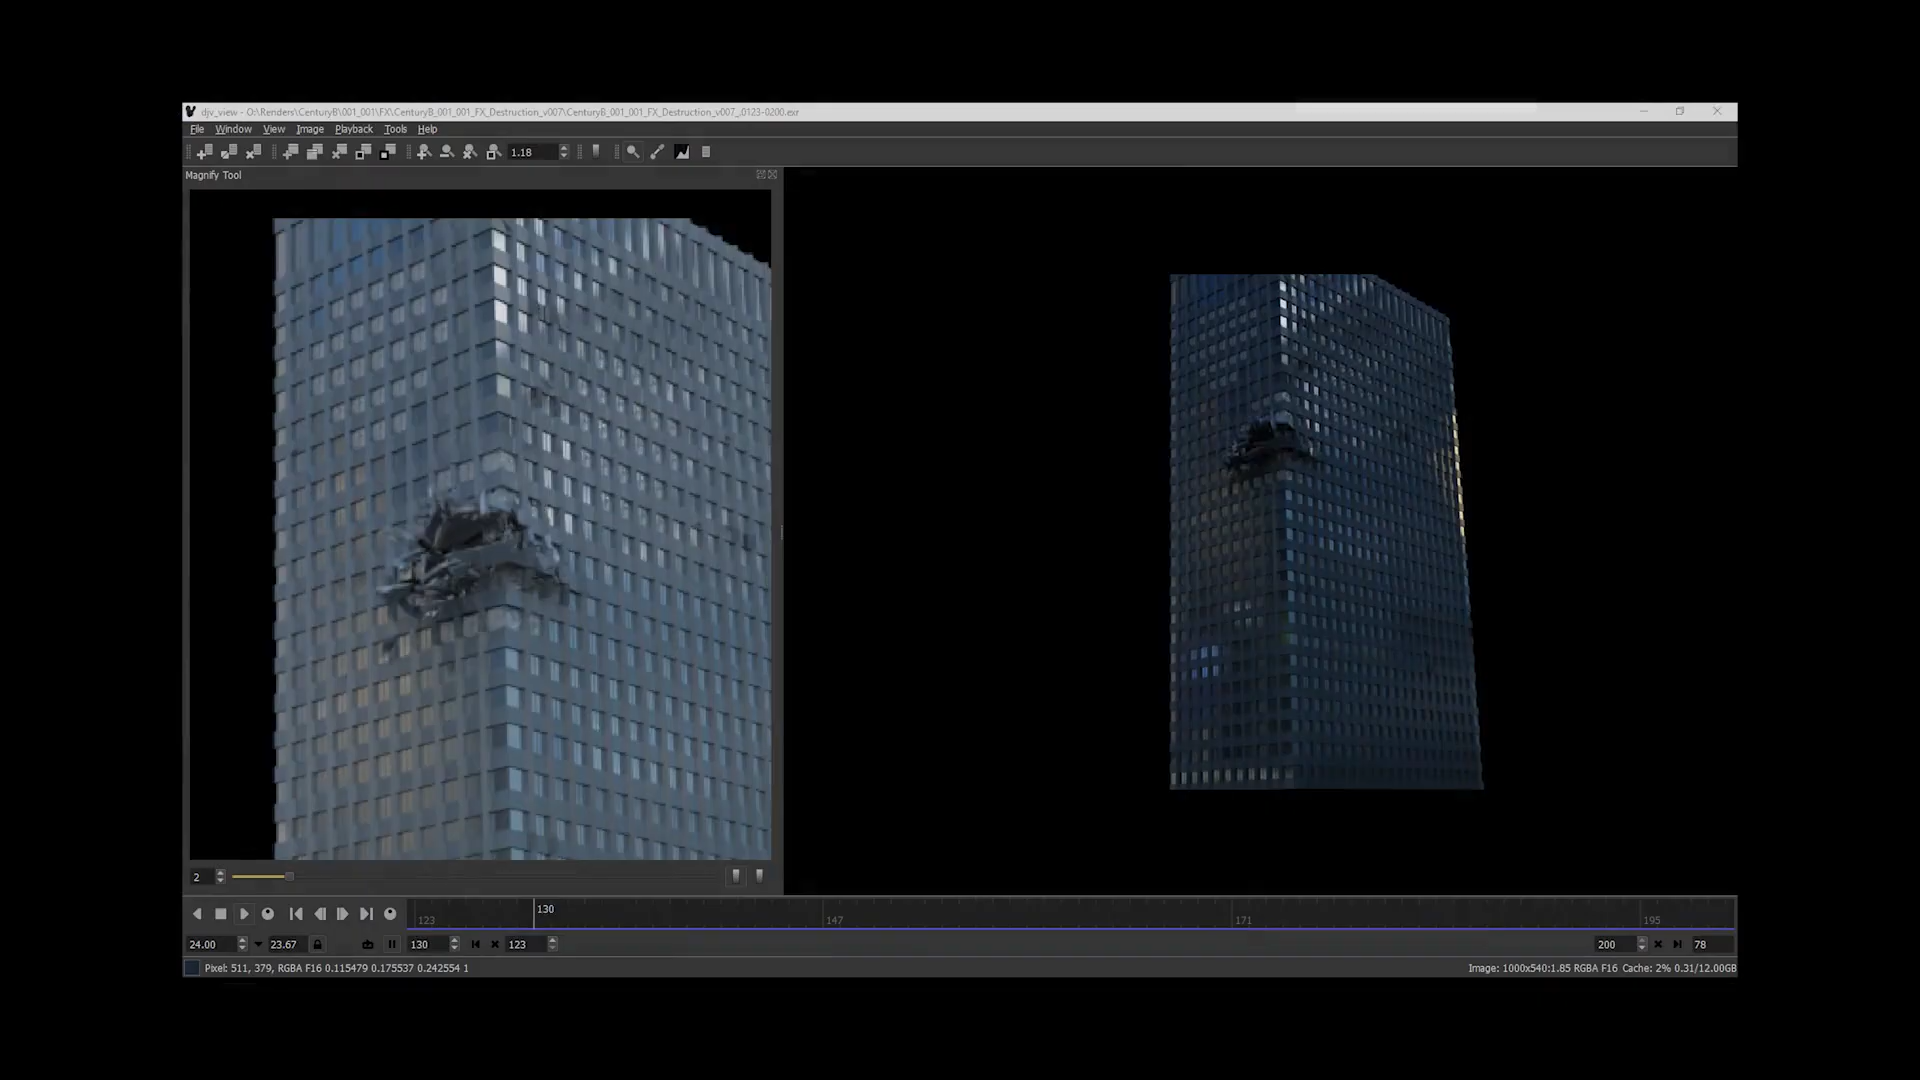 djv_view - O:\Renders\CenturyB\001_001\FX\CenturyB_001_001_FX_Destruction_v007\CenturyB_001_001_FX_Destruction_v007_.0123-0200.exr
File Window View Image Playback Tools Help
1.18
Magnify Tool
2
130
123 147 171 195
24.00 23.67 130 123 200 78
Pixel: 511, 379, RGBA F16 0.115479 0.175537 0.242554 1
Image: 1000x540:1.85 RGBA F16 Cache: 2% 0.31/12.00GB